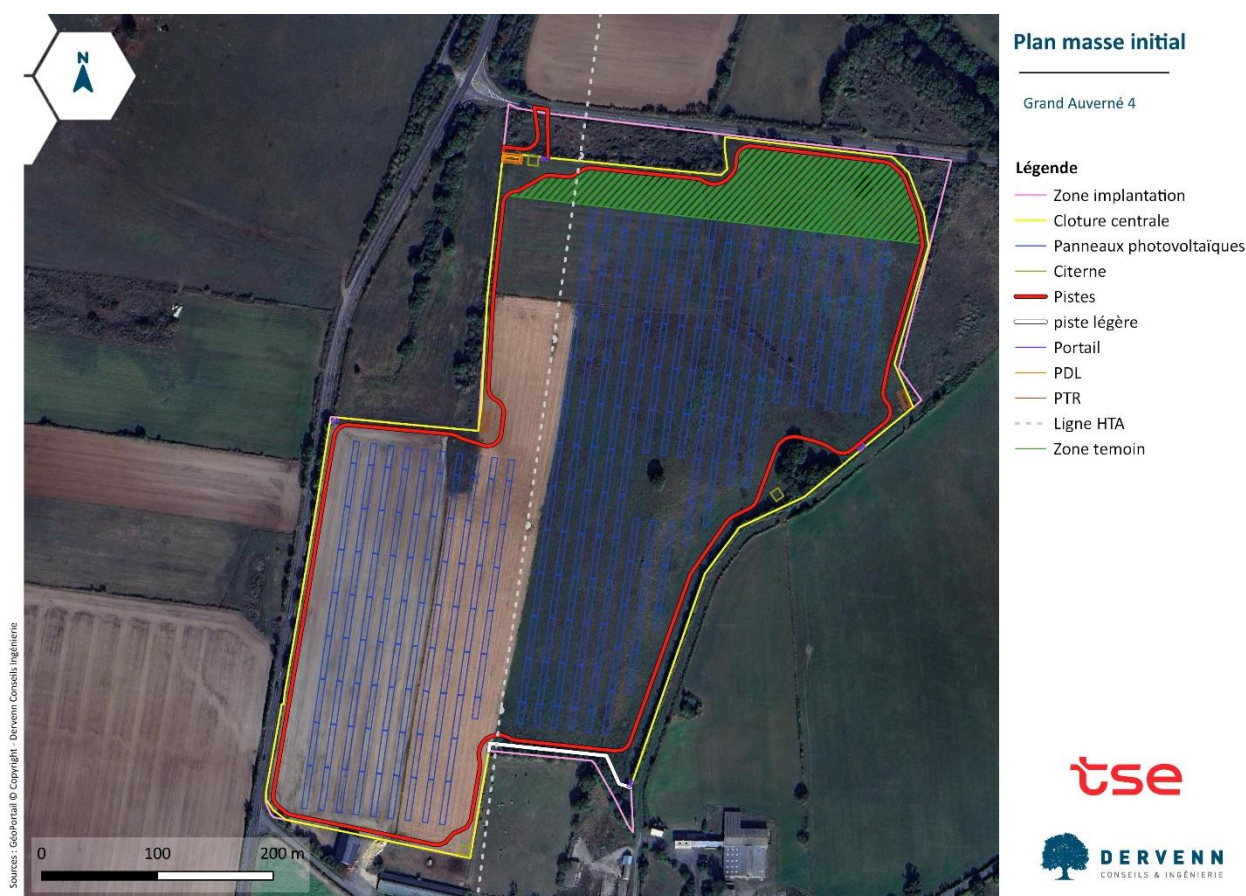 N
Plan masse initial
Grand Auverné 4
Légende
Zone implantation
Cloture centrale
Panneaux photovoltaïques
Citerne
Pistes
piste légère
Portail
PDL
PTR
Ligne HTA
Zone temoin
Sources : GéoPortail © Copyright - Dervenn Conseils Ingénierie
0 100 200 m
tse
DERVENN
CONSEILS & INGÉNIERIE